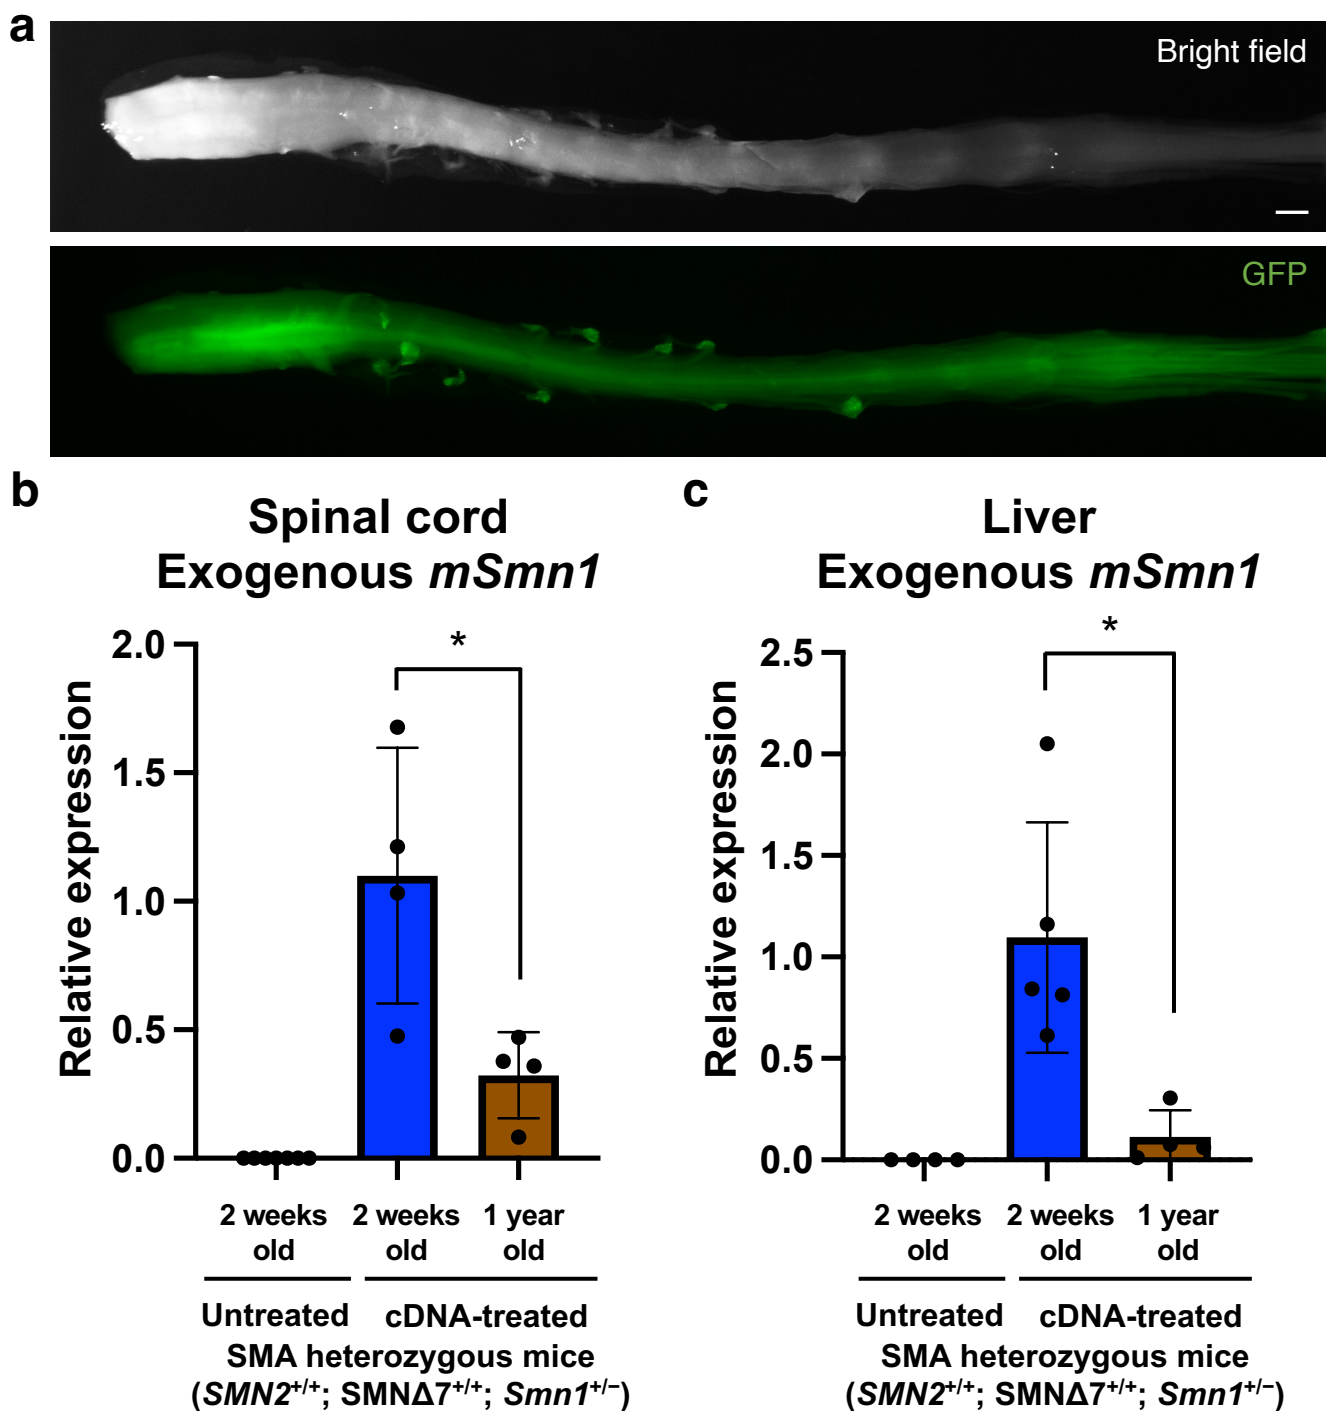 a
Bright field
GFP
b
Spinal cord
Exogenous mSmn1
*
2.0
1.5
1.0
0.5
0.0
Relative expression
2 weeks old
2 weeks old
1 year old
Untreated
cDNA-treated
SMA heterozygous mice
(SMN2+/+; SMNΔ7+/+; Smn1+/−)
c
Liver
Exogenous mSmn1
*
2.5
2.0
1.5
1.0
0.5
0.0
Relative expression
2 weeks old
2 weeks old
1 year old
Untreated
cDNA-treated
SMA heterozygous mice
(SMN2+/+; SMNΔ7+/+; Smn1+/−)